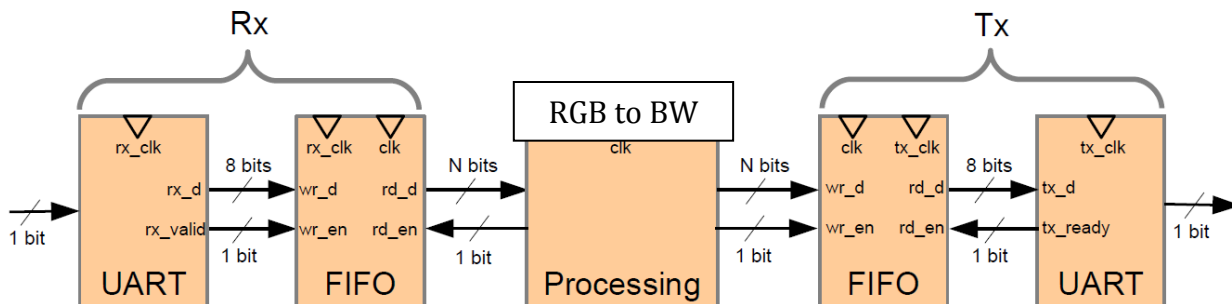 Rx
Tx
RGB to BW
rx_clk
rx_clk
clk
clk
clk
tx_clk
tx_clk
rx_d
8 bits
wr_d
rd_d
N bits
N bits
wr_d
rd_d
8 bits
tx_d
1 bit
rx_valid
1 bit
wr_en
rd_en
1 bit
1 bit
wr_en
rd_en
1 bit
tx_ready
1 bit
UART
FIFO
Processing
FIFO
UART